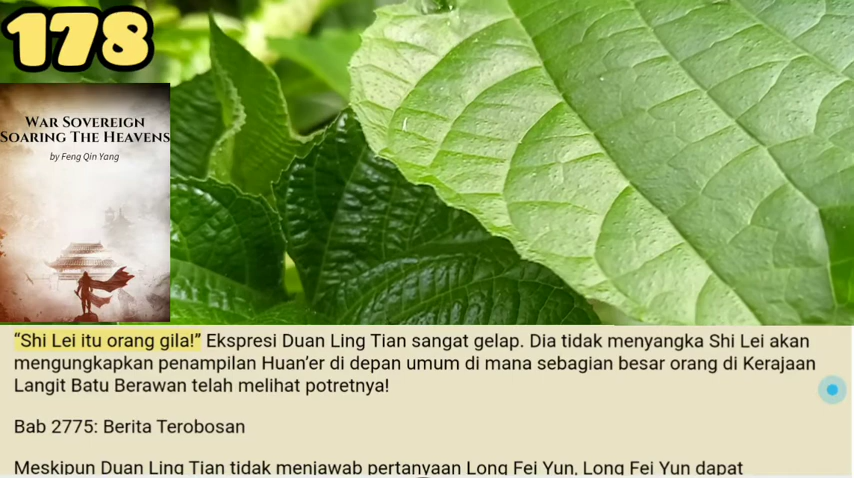 178
WAR SOVEREIGN
SOARING THE HEAVENS
by Feng Qin Yang
“Shi Lei itu orang gila!” Ekspresi Duan Ling Tian sangat gelap. Dia tidak menyangka Shi Lei akan
mengungkapkan penampilan Huan’er di depan umum di mana sebagian besar orang di Kerajaan
Langit Batu Berawan telah melihat potretnya!
Bab 2775: Berita Terobosan
Meskipun Duan Ling Tian tidak menjawab pertanyaan Long Fei Yun, Long Fei Yun dapat